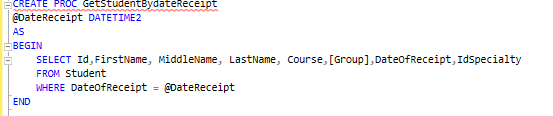 CREATE PROC GetStudentBydateReceipt
@DateReceipt DATETIME2
AS
BEGIN
SELECT Id,FirstName, MiddleName, LastName, Course,[Group],DateOfReceipt,IdSpecialty
FROM Student
WHERE DateOfReceipt = @DateReceipt
END